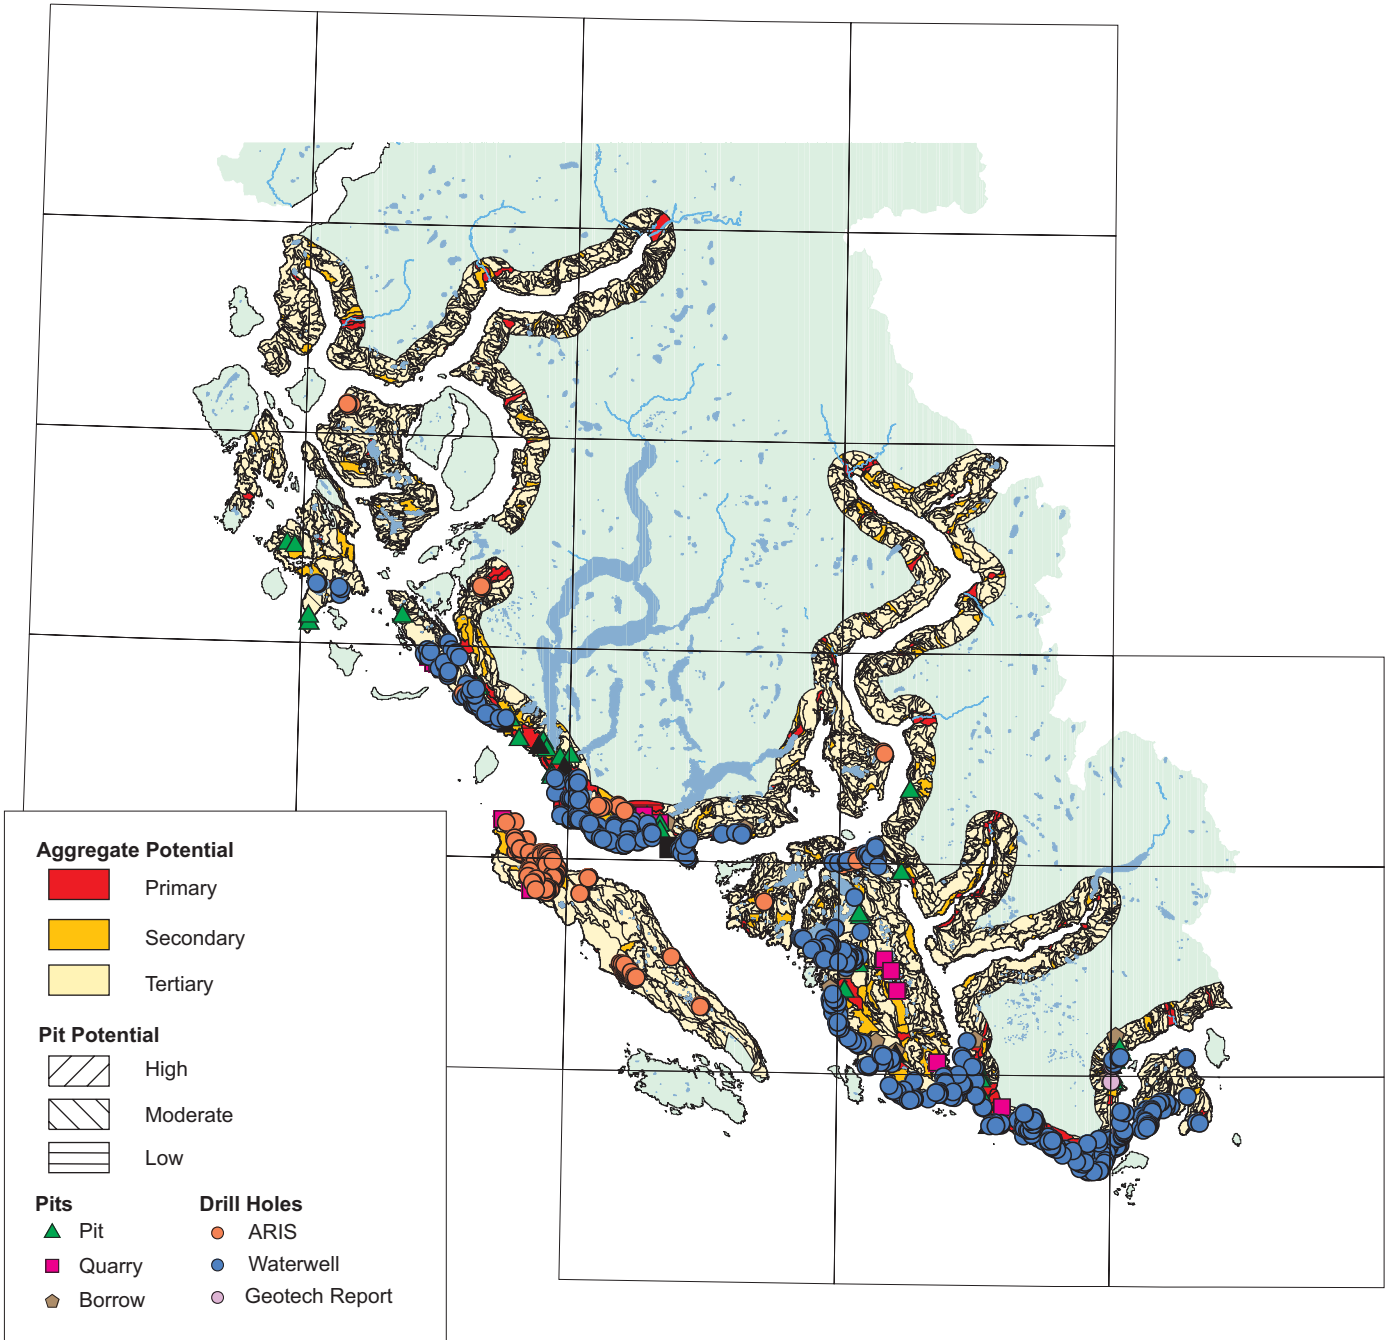 Aggregate Potential
Primary
Secondary
Tertiary
Pit Potential
High
Moderate
Low
Pits
Pit
Quarry
Borrow
Drill Holes
ARIS
Waterwell
Geotech Report